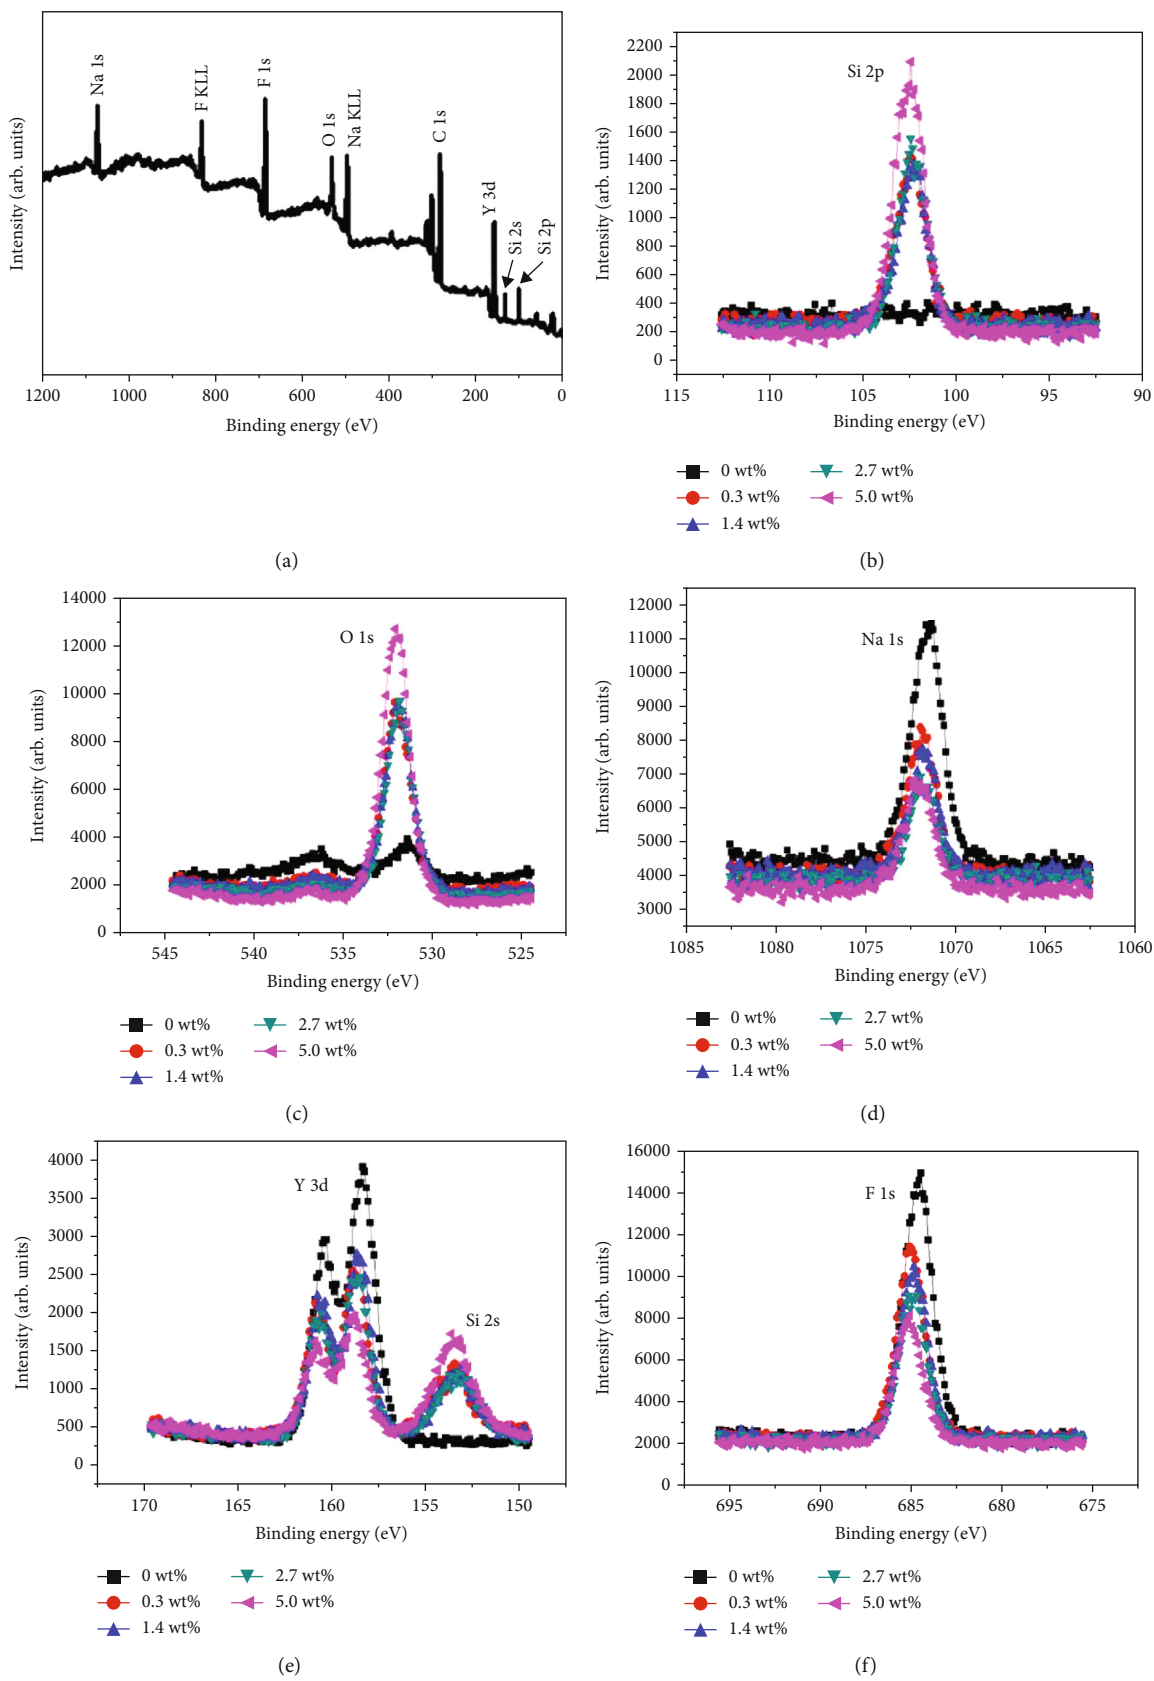 Intensity (arb. units)
Na 1s
F KLL
F 1s
O 1s
Na KLL
C 1s
Y 3d
Si 2s
Si 2p
1200 1000 800 600 400 200 0
Binding energy (eV)
(a)
Intensity (arb. units)
2200
2000
1800
1600
1400
1200
1000
800
600
400
200
0
Si 2p
115 110 105 100 95 90
Binding energy (eV)
0 wt% 2.7 wt%
0.3 wt% 5.0 wt%
1.4 wt%
(b)
Intensity (arb. units)
14000
12000
10000
8000
6000
4000
2000
0
O 1s
545 540 535 530 525
Binding energy (eV)
0 wt% 2.7 wt%
0.3 wt% 5.0 wt%
1.4 wt%
(c)
Intensity (arb. units)
12000
11000
10000
9000
8000
7000
6000
5000
4000
3000
Na 1s
1085 1080 1075 1070 1065 1060
Binding energy (eV)
0 wt% 2.7 wt%
0.3 wt% 5.0 wt%
1.4 wt%
(d)
Intensity (arb. units)
4000
3500
3000
2500
2000
1500
1000
500
0
Y 3d
Si 2s
170 165 160 155 150
Binding energy (eV)
0 wt% 2.7 wt%
0.3 wt% 5.0 wt%
1.4 wt%
(e)
Intensity (arb. units)
16000
14000
12000
10000
8000
6000
4000
2000
0
F 1s
695 690 685 680 675
Binding energy (eV)
0 wt% 2.7 wt%
0.3 wt% 5.0 wt%
1.4 wt%
(f)